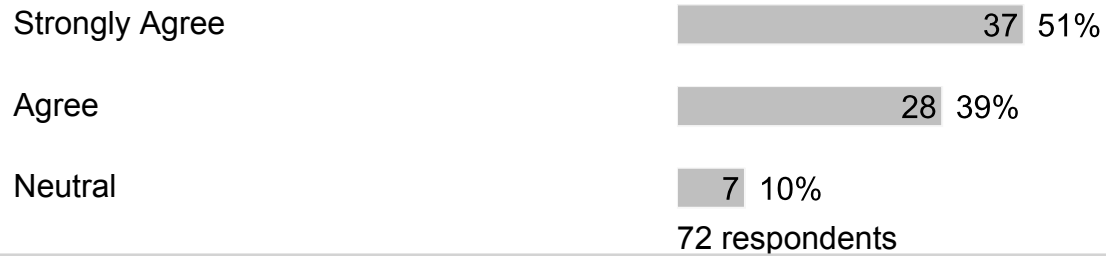 Strongly Agree 37 51%
Agree 28 39%
Neutral 7 10%
72 respondents